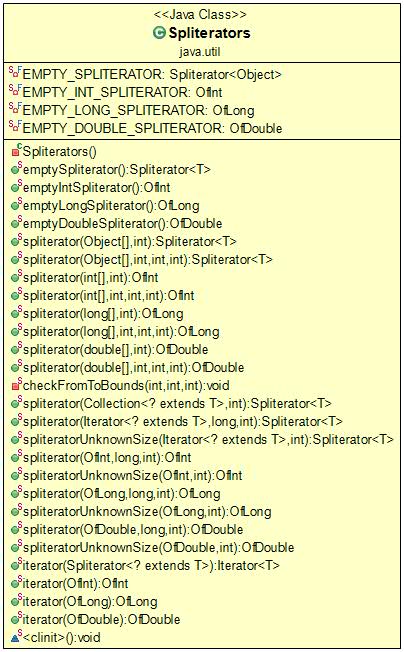 <<Java Class>>
Spliterators
java.util
EMPTY_SPLITERATOR: Spliterator<Object>
EMPTY_INT_SPLITERATOR: OfInt
EMPTY_LONG_SPLITERATOR: OfLong
EMPTY_DOUBLE_SPLITERATOR: OfDouble
Spliterators()
emptySpliterator():Spliterator<T>
emptyIntSpliterator():OfInt
emptyLongSpliterator():OfLong
emptyDoubleSpliterator():OfDouble
spliterator(Object[],int):Spliterator<T>
spliterator(Object[],int,int,int):Spliterator<T>
spliterator(int[],int):OfInt
spliterator(int[],int,int,int):OfInt
spliterator(long[],int):OfLong
spliterator(long[],int,int,int):OfLong
spliterator(double[],int):OfDouble
spliterator(double[],int,int,int):OfDouble
checkFromToBounds(int,int,int):void
spliterator(Collection<? extends T>,int):Spliterator<T>
spliterator(Iterator<? extends T>,long,int):Spliterator<T>
spliteratorUnknownSize(Iterator<? extends T>,int):Spliterator<T>
spliterator(OfInt,long,int):OfInt
spliteratorUnknownSize(OfInt,int):OfInt
spliterator(OfLong,long,int):OfLong
spliteratorUnknownSize(OfLong,int):OfLong
spliterator(OfDouble,long,int):OfDouble
spliteratorUnknownSize(OfDouble,int):OfDouble
iterator(Spliterator<? extends T>):Iterator<T>
iterator(OfInt):OfInt
iterator(OfLong):OfLong
iterator(OfDouble):OfDouble
<clinit>():void